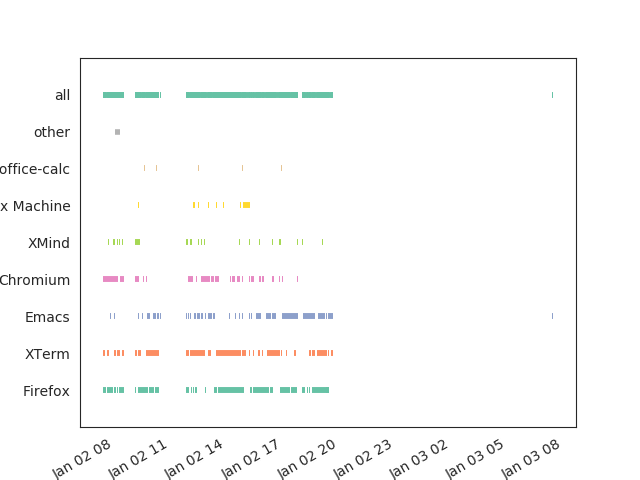 all
other
office-calc
x Machine
XMind
Chromium
Emacs
XTerm
Firefox
Jan 02 08
Jan 02 11
Jan 02 14
Jan 02 17
Jan 02 20
Jan 02 23
Jan 03 02
Jan 03 05
Jan 03 08